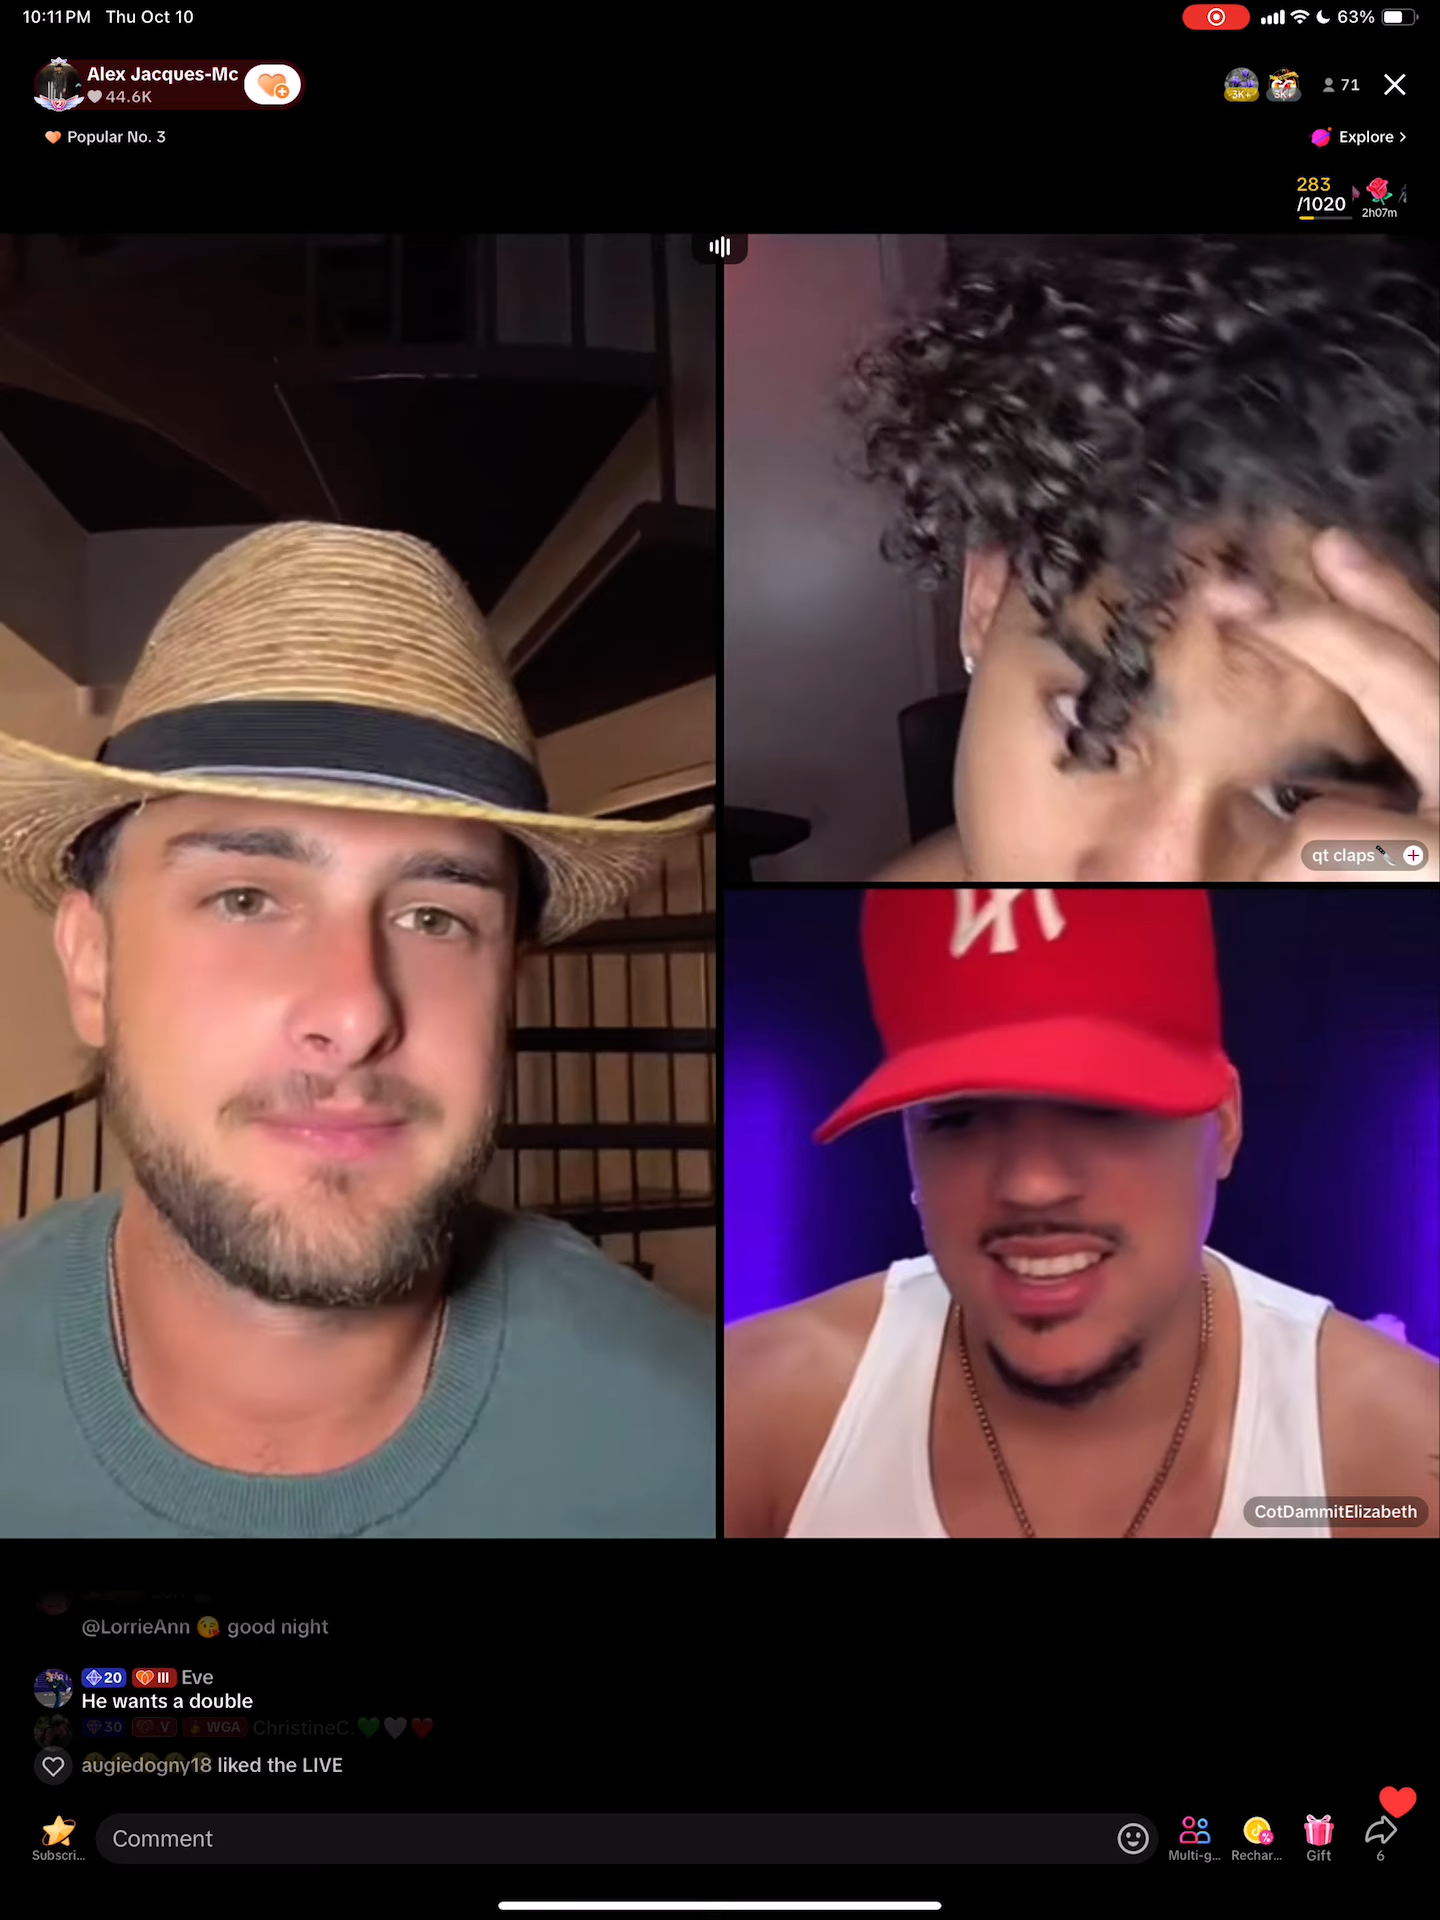 10:11 PM Thu Oct 10
63%
Alex Jacques-Mc
44.6K
3K+
3K+
71
Popular No. 3
Explore >
283
/1020
2h07m
qt claps
CotDammitElizabeth
@LorrieAnn 😘 good night
20 III Eve
He wants a double
30 V WGA ChristineC.💚🤍❤️
augiedogny18 liked the LIVE
Comment
Subscri...
Multi-g...
Rechar...
Gift
6